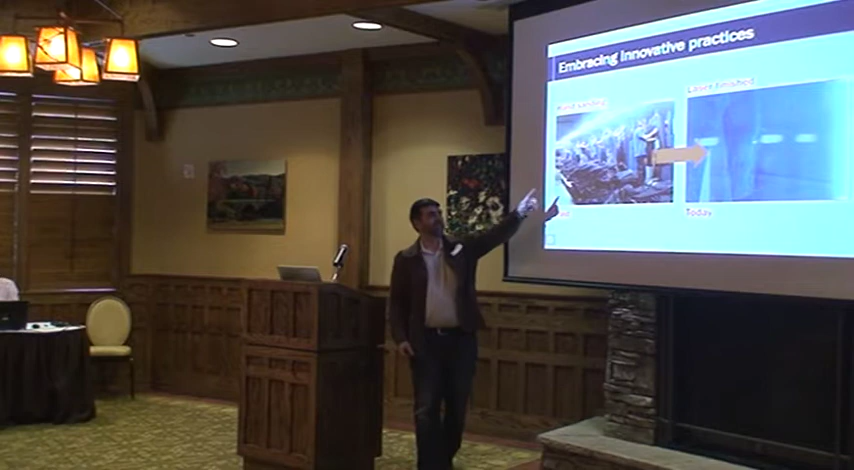 Embracing Innovative practices
Hand sanding
Laser finished
Today